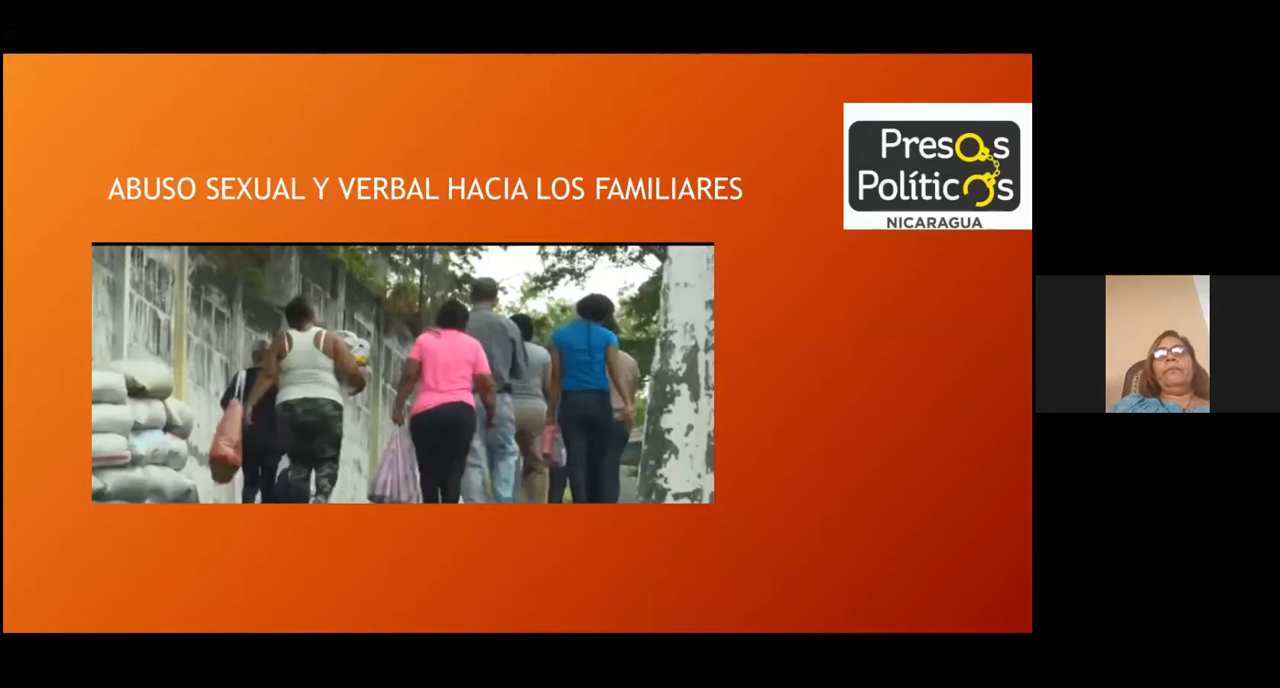 ABUSO SEXUAL Y VERBAL HACIA LOS FAMILIARES
Presos
Políticos
NICARAGUA